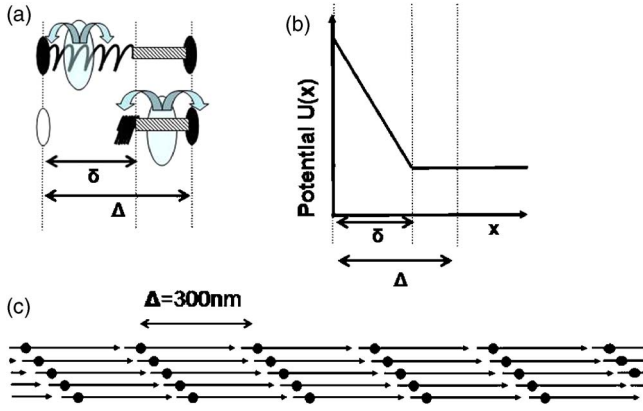 (a)
δ
Δ
(b)
Potential U(x)
x
δ
Δ
(c)
Δ=300nm